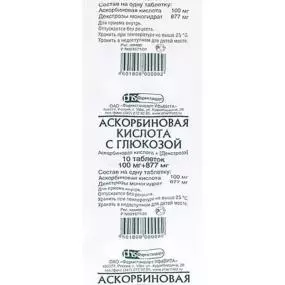 Состав на одну таблетку:
Аскорбиновая кислота 100 мг
Декстрозы моногидрат 877 мг
Для приема внутрь.
Отпускается без рецепта.
Хранить при температуре не выше 25 °C
Хранить в недоступном для детей месте.
Фармстандарт
ОАО «Фармстандарт-УфаВИТА»
АСКОРБИНОВАЯ
КИСЛОТА
С ГЛЮКОЗОЙ
Аскорбиновая кислота + [Декстроза]
10 таблеток
100 мг+877 мг
Состав на одну таблетку:
Аскорбиновая кислота 100 мг
Декстрозы моногидрат 877 мг
Для приема внутрь.
Отпускается без рецепта.
Хранить при температуре не выше 25 °C
Хранить в недоступном для детей месте.
Фармстандарт
ОАО «Фармстандарт-УфаВИТА»
АСКОРБИНОВАЯ